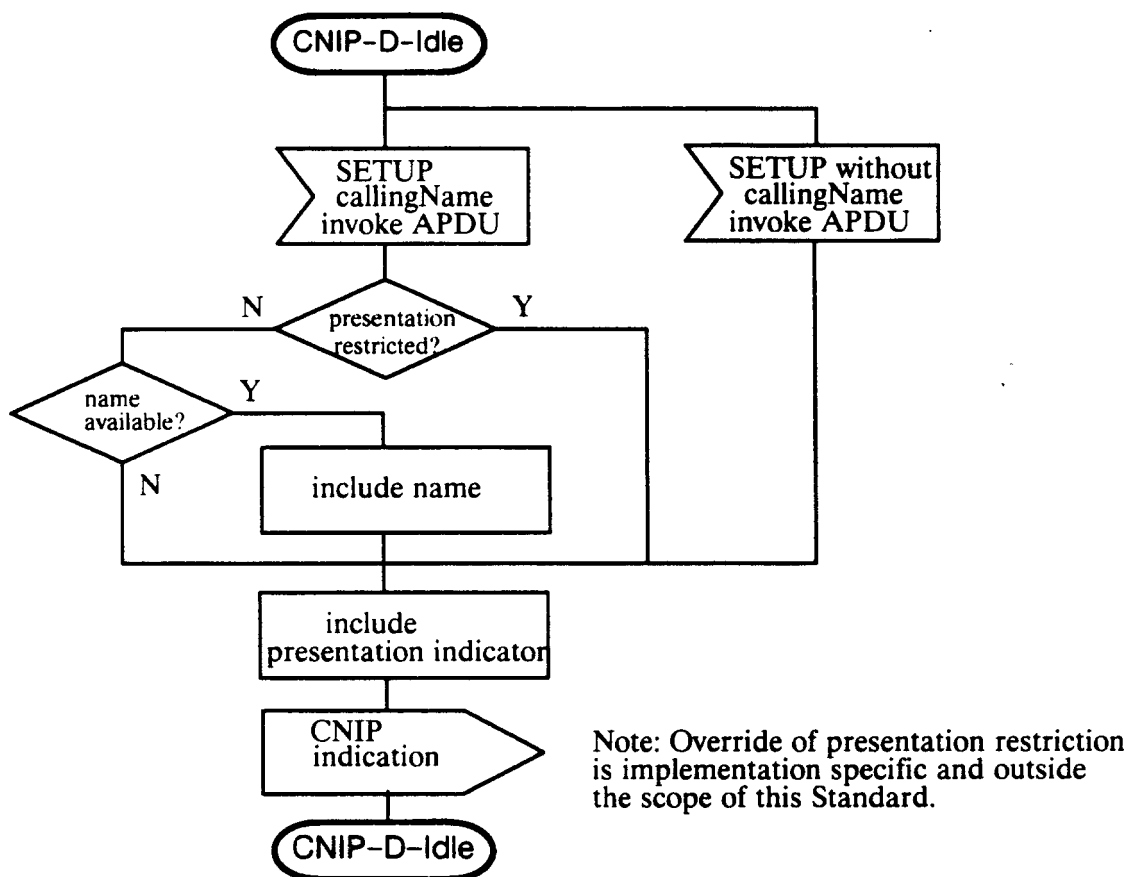 CNIP-D-Idle
SETUP
callingName
invoke APDU
SETUP without
callingName
invoke APDU
N
Y
presentation
restricted?
name
available?
Y
N
include name
include
presentation indicator
CNIP
indication
Note: Override of presentation restriction
is implementation specific and outside
the scope of this Standard.
CNIP-D-Idle